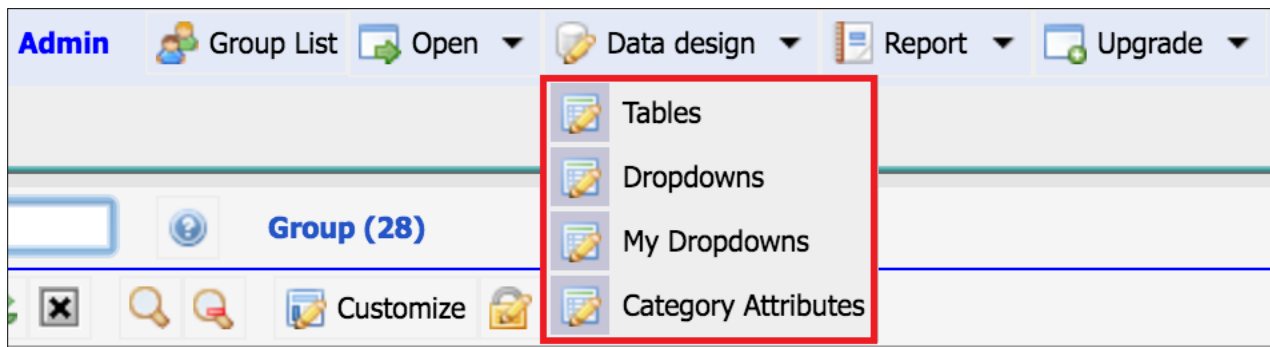 Admin Group List Open Data design Report Upgrade
Tables
Dropdowns
Group (28)
My Dropdowns
Customize
Category Attributes